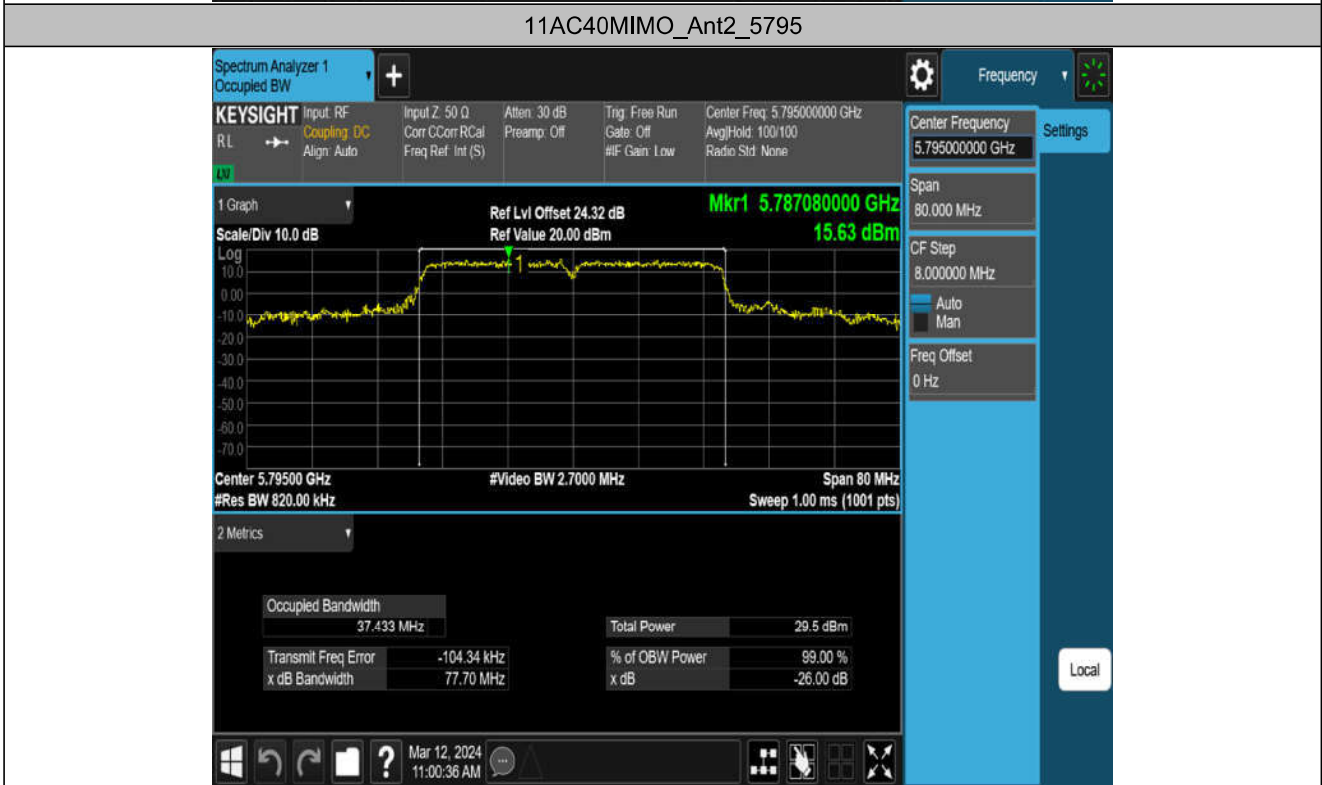 11AC40MIMO_Ant2_5795
Spectrum Analyzer 1
Occupied BW
+
Frequency
KEYSIGHT Input: RF Input Z: 50 Ω Atten: 30 dB Trig: Free Run Center Freq: 5.795000000 GHz
RL Coupling: DC Corr CCorr RCal Preamp: Off Gate: Off Avg|Hold: 100/100
Align: Auto Freq Ref: Int (S) #IF Gain: Low Radio Std: None
Center Frequency
5.795000000 GHz
Settings
Span
80.000 MHz
CF Step
8.000000 MHz
Auto
Man
Freq Offset
0 Hz
1 Graph
Ref Lvl Offset 24.32 dB
Mkr1 5.787080000 GHz
Scale/Div 10.0 dB
Ref Value 20.00 dBm
15.63 dBm
Log
10.0
0.00
-10.0
-20.0
-30.0
-40.0
-50.0
-60.0
-70.0
1
Center 5.79500 GHz #Video BW 2.7000 MHz Span 80 MHz
#Res BW 820.00 kHz Sweep 1.00 ms (1001 pts)
2 Metrics
Occupied Bandwidth
37.433 MHz
Total Power 29.5 dBm
Transmit Freq Error -104.34 kHz % of OBW Power 99.00 %
x dB Bandwidth 77.70 MHz x dB -26.00 dB
Local
?
Mar 12, 2024
11:00:36 AM